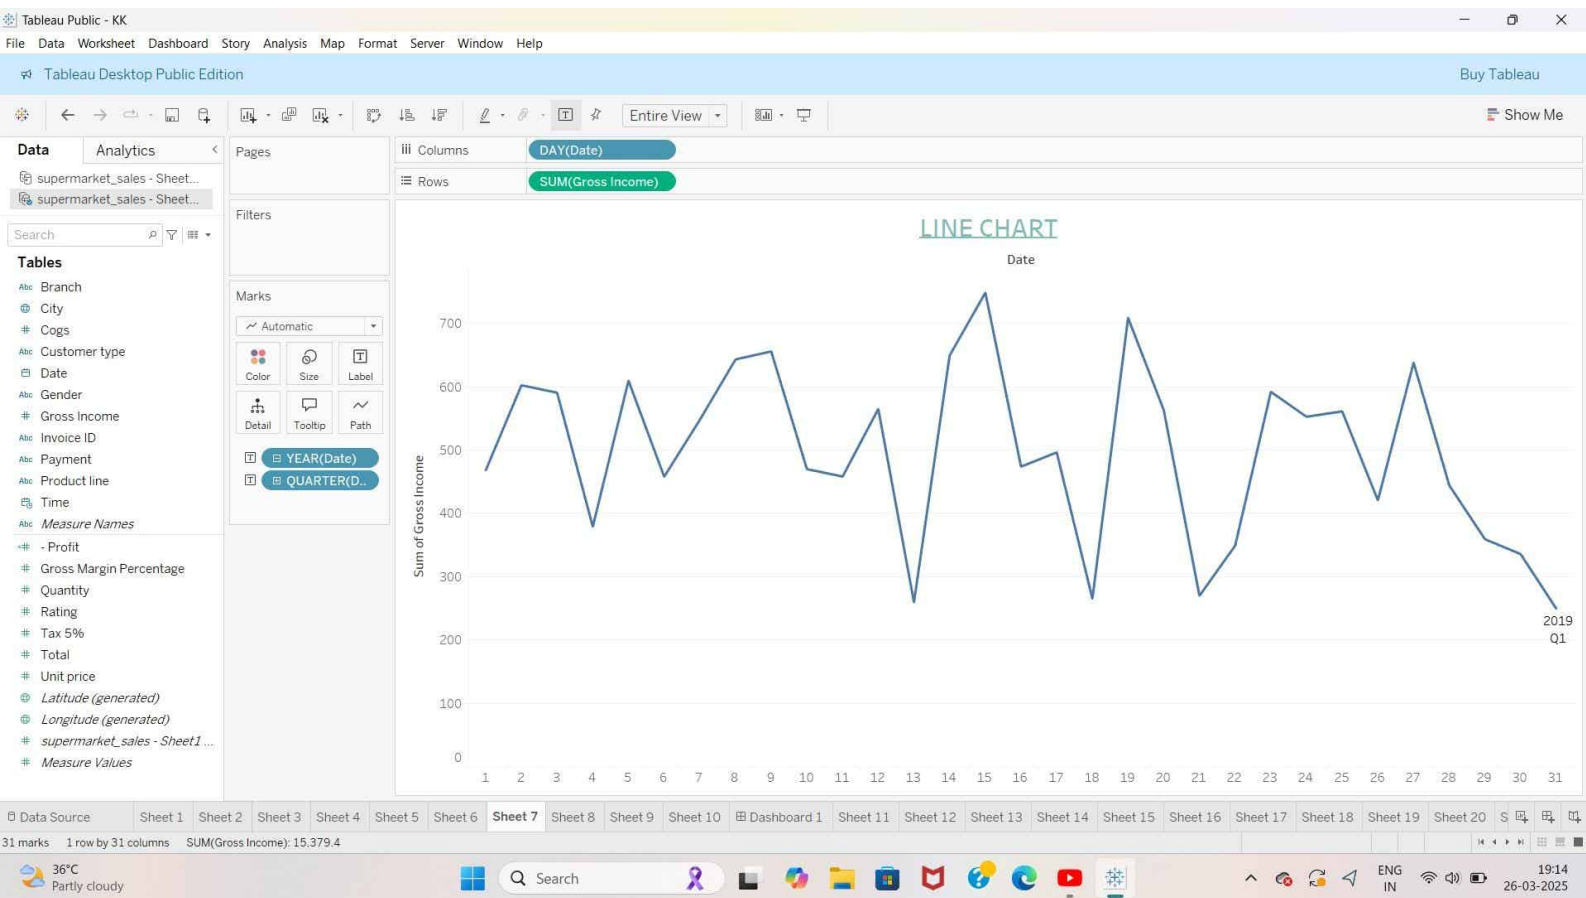 Tableau Public - KK
File Data Worksheet Dashboard Story Analysis Map Format Server Window Help
Tableau Desktop Public Edition
Buy Tableau
Entire View
Show Me
Data Analytics
supermarket_sales - Sheet...
supermarket_sales - Sheet...
Search
Tables
Abc Branch
City
# Cogs
Abc Customer type
Date
Abc Gender
# Gross Income
Abc Invoice ID
Abc Payment
Abc Product line
Time
Abc Measure Names
=# - Profit
# Gross Margin Percentage
# Quantity
# Rating
# Tax 5%
# Total
# Unit price
Latitude (generated)
Longitude (generated)
# supermarket_sales - Sheet1 ...
# Measure Values
Pages
Filters
Marks
Automatic
Color Size Label
Detail Tooltip Path
YEAR(Date)
QUARTER(D..
Columns DAY(Date)
Rows SUM(Gross Income)
LINE CHART
Date
Sum of Gross Income
700
600
500
400
300
200
100
0
2019
Q1
1 2 3 4 5 6 7 8 9 10 11 12 13 14 15 16 17 18 19 20 21 22 23 24 25 26 27 28 29 30 31
Data Source Sheet 1 Sheet 2 Sheet 3 Sheet 4 Sheet 5 Sheet 6 Sheet 7 Sheet 8 Sheet 9 Sheet 10 Dashboard 1 Sheet 11 Sheet 12 Sheet 13 Sheet 14 Sheet 15 Sheet 16 Sheet 17 Sheet 18 Sheet 19 Sheet 20 S
31 marks 1 row by 31 columns SUM(Gross Income): 15.379.4
36°C
Partly cloudy
Search
ENG
IN
19:14
26-03-2025